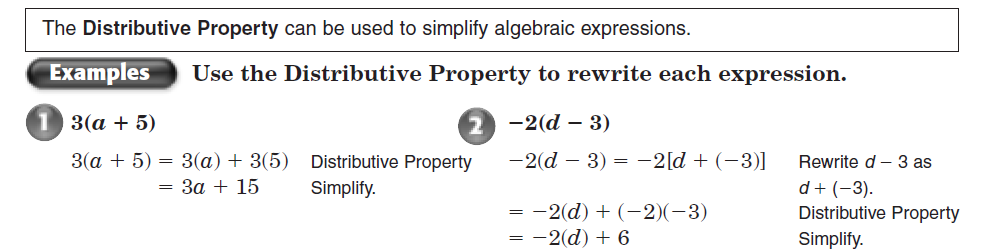 The Distributive Property can be used to simplify algebraic expressions.
Examples Use the Distributive Property to rewrite each expression.
1 3(a + 5)
3(a + 5) = 3(a) + 3(5) Distributive Property
= 3a + 15 Simplify.
2 −2(d − 3)
−2(d − 3) = −2[d + (−3)] Rewrite d − 3 as
d + (−3).
= −2(d) + (−2)(−3) Distributive Property
= −2(d) + 6 Simplify.